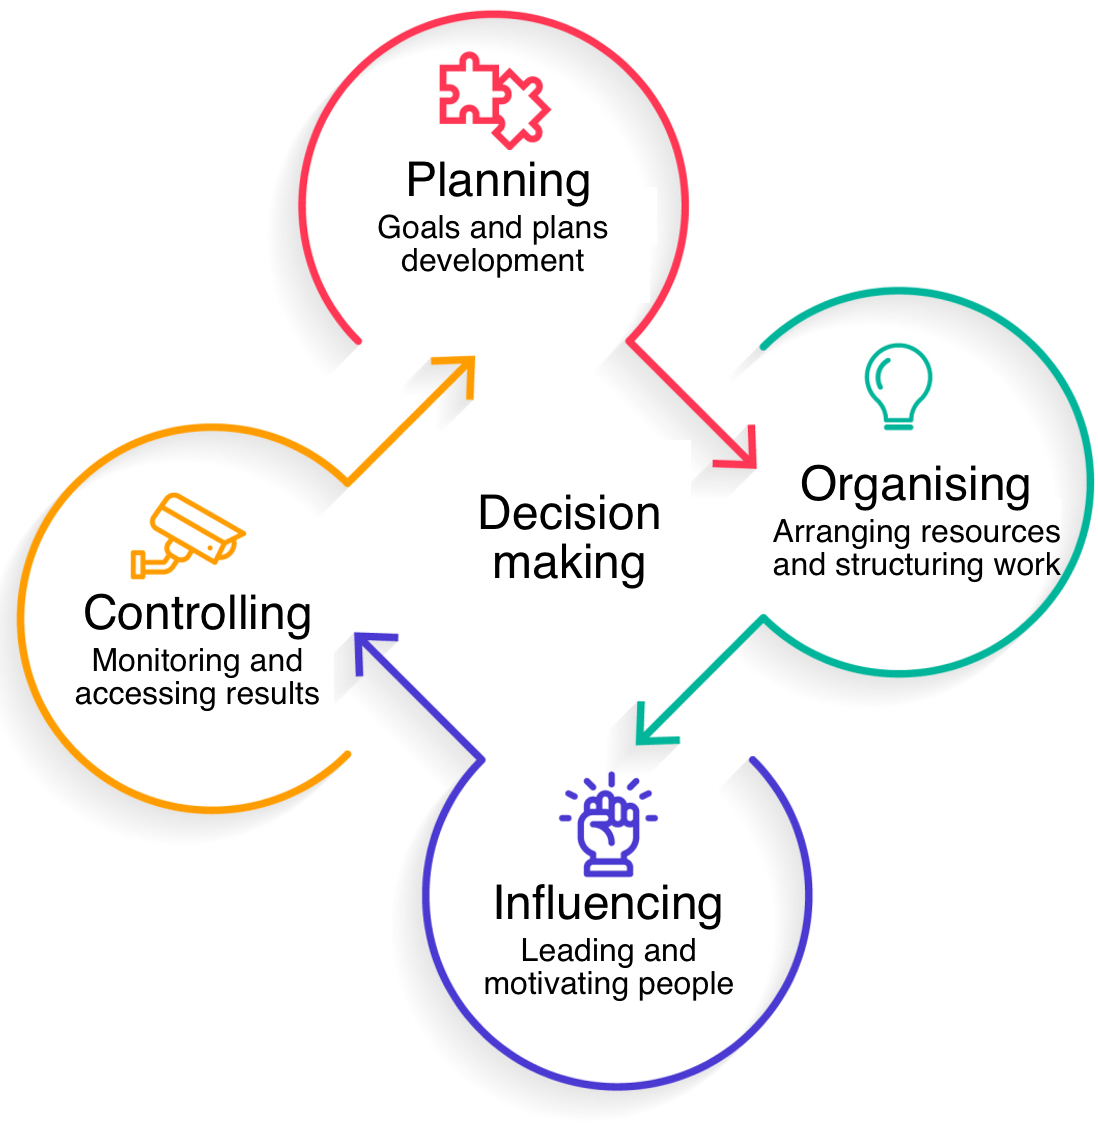 Planning
Goals and plans
development
Organising
Arranging resources
and structuring work
Decision
making
Controlling
Monitoring and
accessing results
Influencing
Leading and
motivating people